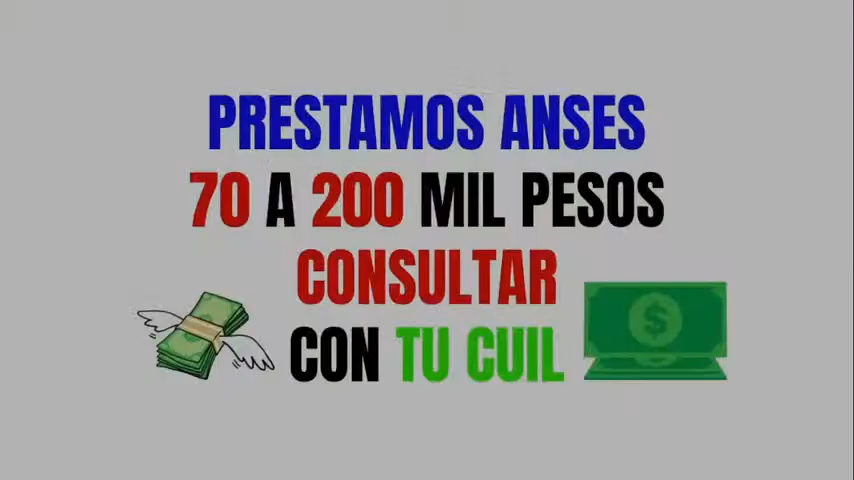 PRESTAMOS ANSES
70 A 200 MIL PESOS
CONSULTAR
CON TU CUIL
$